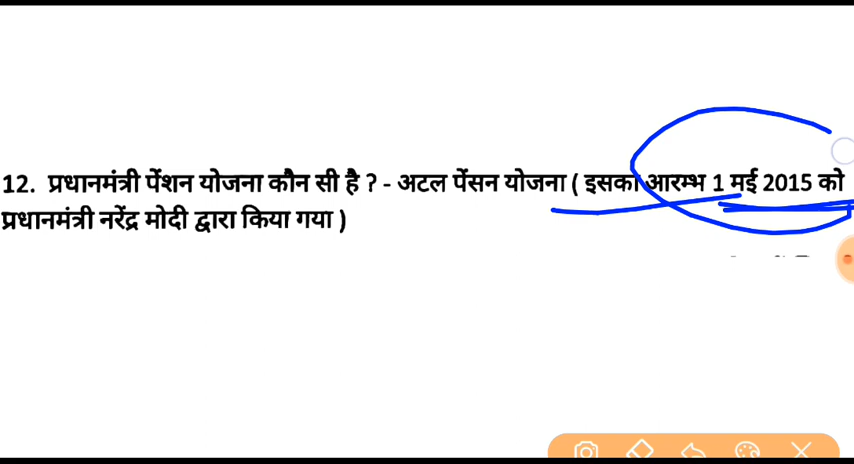 12. प्रधानमंत्री पेंशन योजना कौन सी है ? - अटल पेंसन योजना ( इसका आरम्भ 1 मई 2015 को
प्रधानमंत्री नरेंद्र मोदी द्वारा किया गया )